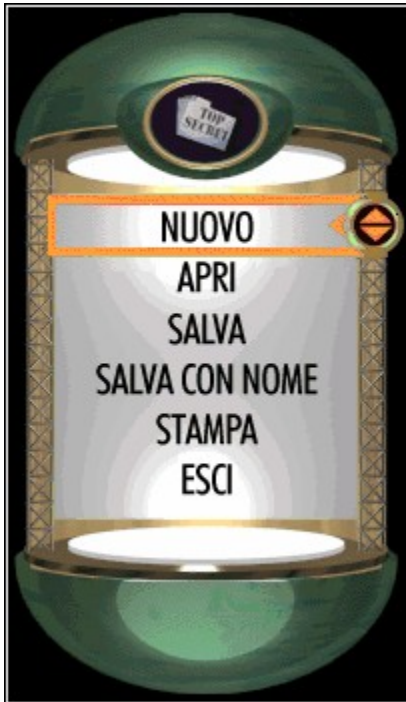 TOP
SECRET
NUOVO
APRI
SALVA
SALVA CON NOME
STAMPA
ESCI